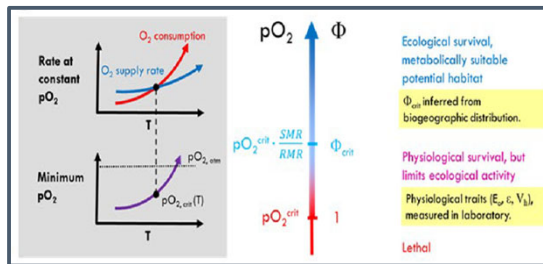 Rate at
constant
pO₂
O₂ consumption
O₂ supply rate
T
Minimum
pO₂
pO₂, atm
pO₂, crit (T)
T
pO₂ Φ
pO₂ᶜʳⁱᵗ · SMR/RMR Φcrit
pO₂ᶜʳⁱᵗ 1
Ecological survival,
metabolically suitable
potential habitat
Φcrit inferred from
biogeographic distribution.
Physiological survival, but
limits ecological activity
Physiological traits (Eₒ, ε, Vₕ),
measured in laboratory.
Lethal